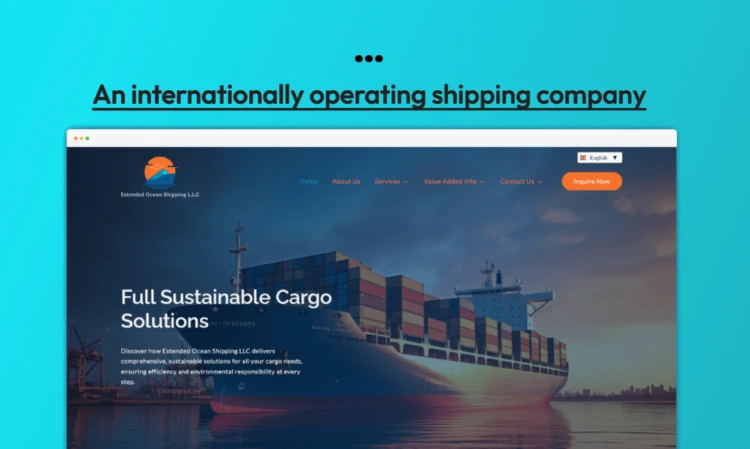 An internationally operating shipping company
English
Extended Ocean Shipping L.L.C.
Home About Us Services Value Added Info Contact Us Inquire Now
Full Sustainable Cargo
Solutions
Discover how Extended Ocean Shipping LLC delivers
comprehensive, sustainable solutions for all your cargo needs,
ensuring efficiency and environmental responsibility at every
step.